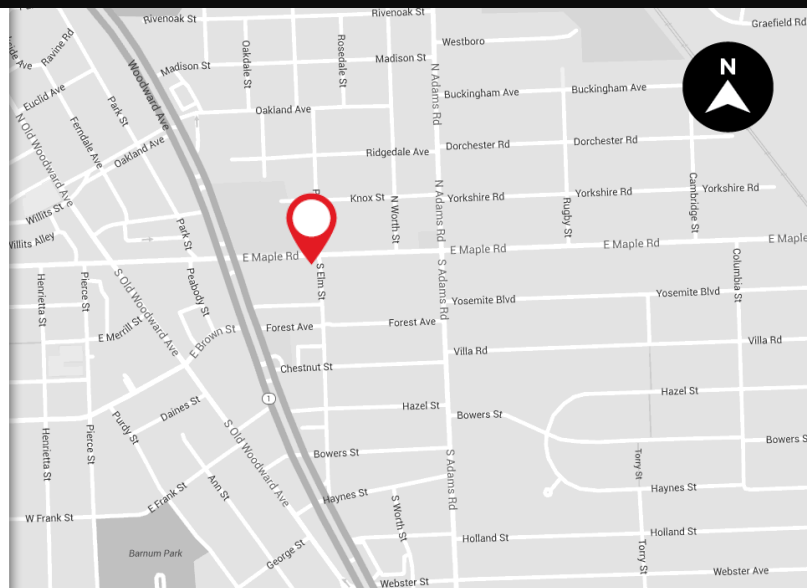 Rivenoak St
Rivenoak St
Graefield Rd
Ravine Rd
Woodward Ave
Madison St
Oakdale St
Rosedale St
Madison St
Westboro
N
N Adams Rd
Euclid Ave
Park St
Oakland Ave
Buckingham Ave
Buckingham Ave
N Old Woodward Ave
Ferndale Ave
Oakland Ave
Ridgedale Ave
Dorchester Rd
Dorchester Rd
Knox St
N Worth St
N Adams Rd
Yorkshire Rd
Yorkshire Rd
Yorkshire Rd
Rugby St
Cambridge St
Willits St
Willits Alley
Park St
E Maple Rd
E Maple Rd
E Maple Rd
E Maple
S Elm St
S Adams Rd
Columbia St
Henrietta St
Pierce St
S Old Woodward Ave
Peabody St
Yosemite Blvd
Yosemite Blvd
E Merrill St
E Brown St
Forest Ave
Forest Ave
Villa Rd
Villa Rd
Chestnut St
Hazel St
Hazel St
1
Daines St
Purdy St
Bowers St
Bowers S
Henrietta St
Pierce St
S Old Woodward Ave
Bowers St
S Adams Rd
Torry St
Ann St
E Frank St
Haynes St
Haynes St
W Frank St
S Worth St
Holland St
Holland St
Barnum Park
George St
Torry St
Webster St
Webster Ave